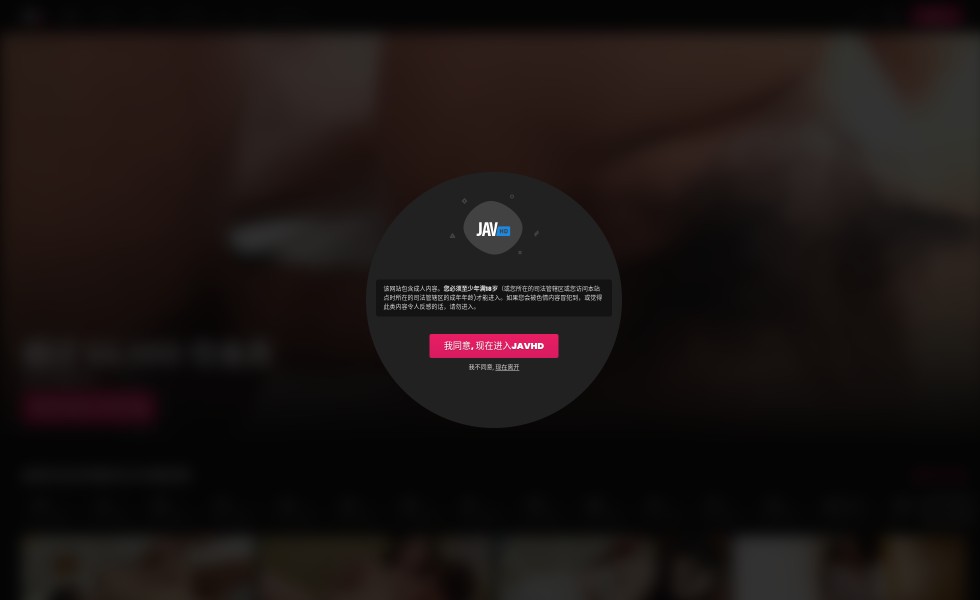 JAV HD
该网站包含成人内容。您必须至少年满18岁（或您所在的司法管辖区或您访问本站
点时所在的司法管辖区的成年年龄)才能进入。如果您会被色情内容冒犯到，或觉得
此类内容令人反感的话，请勿进入。
我同意, 现在进入JAVHD
我不同意, 现在离开